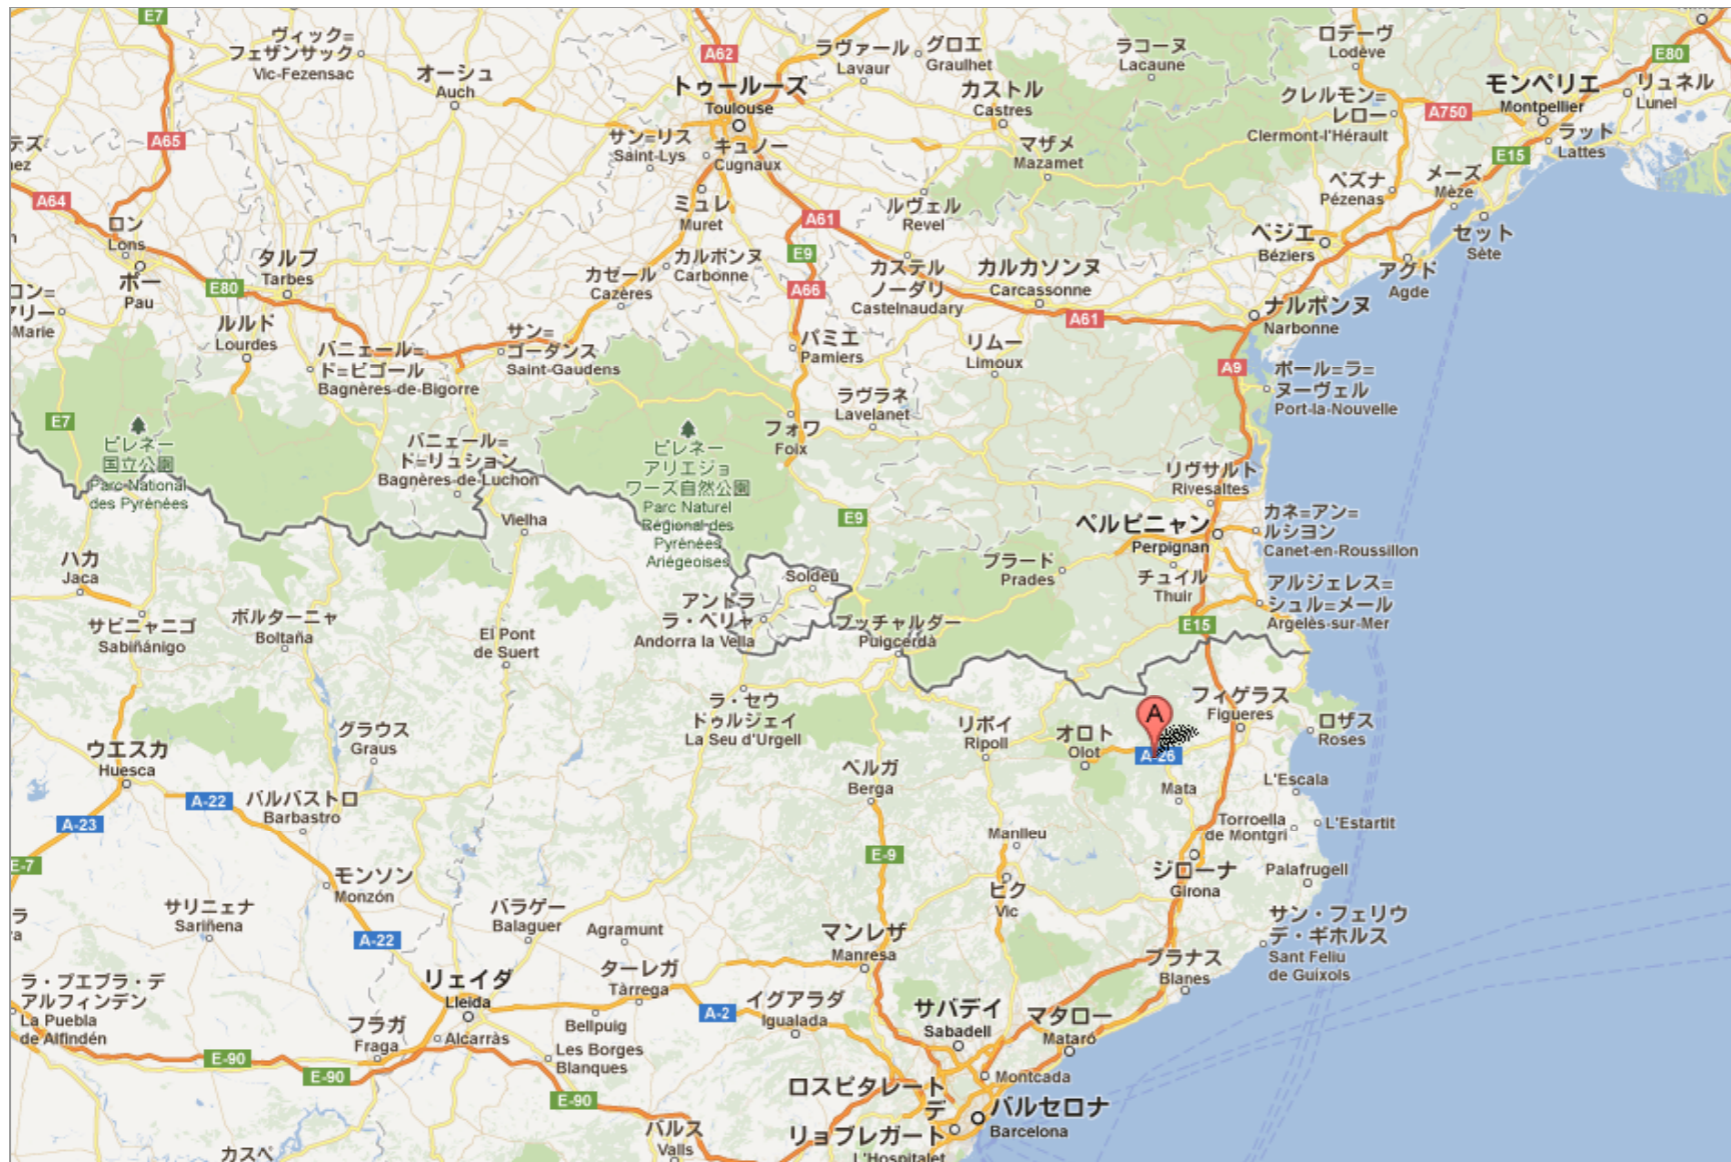 E7
ヴィック=
フェザンサック
Vic-Fezensac
オーシュ
Auch
A62
トゥールーズ
Toulouse
ラヴァール
Lavaur
グロエ
Graulhet
カストル
Castres
ラコーヌ
Lacaune
ロデーヴ
Lodève
E80
モンペリエ
Montpellier
リュネル
Lunel
クレルモン=
レロー
Clermont-l'Hérault
A750
ラット
Lattes
E15
A65
サン=リス
Saint-Lys
キュノー
Cugnaux
マザメ
Mazamet
ペズナ
Pézenas
メーズ
Mèze
A64
ロン
Lons
ミュレ
Muret
A61
ルヴェル
Revel
ベジエ
Béziers
セット
Sète
アグド
Agde
ポー
Pau
E80
タルブ
Tarbes
カゼール
Cazères
カルボンヌ
Carbonne
E9
A66
カステル
ノーダリ
Castelnaudary
カルカソンヌ
Carcassonne
A61
ナルボンヌ
Narbonne
ルルド
Lourdes
バニェール=
ド=ビゴール
Bagnères-de-Bigorre
サン=
ゴーダンス
Saint-Gaudens
パミエ
Pamiers
リムー
Limoux
A9
ポール=ラ=
ヌーヴェル
Port-la-Nouvelle
E7
ピレネー
国立公園
Parc National
des Pyrénées
バニェール=
ド=リュション
Bagnères-de-Luchon
ピレネー
アリエジョ
ワーズ自然公園
Parc Naturel
Régional des
Pyrénées
Ariégeoises
フォワ
Foix
ラヴラネ
Lavelanet
リヴサルト
Rivesaltes
Vielha
E9
ペルピニャン
Perpignan
カネ=アン=
ルシヨン
Canet-en-Roussillon
ハカ
Jaca
Soldeu
プラード
Prades
チュイル
Thuir
アルジェレス=
シュル=メール
Argelès-sur-Mer
サビニャニゴ
Sabiñánigo
ボルターニャ
Boltaña
El Pont
de Suert
アンドラ
ラ・ベリャ
Andorra la Vella
プッチャルダー
Puigcerdà
E15
ラ・セウ
ドゥルジェイ
La Seu d'Urgell
リポイ
Ripoll
オロト
Olot
A
A-26
フィゲラス
Figueres
ロザス
Roses
ウエスカ
Huesca
グラウス
Graus
ベルガ
Berga
Mata
L'Escala
A-22
A-23
バルバストロ
Barbastro
Manlleu
Torroella
de Montgrí
L'Estartit
E-7
モンソン
Monzón
E-9
ビク
Vic
ジローナ
Girona
Palafrugell
サリニェナ
Sariñena
A-22
バラゲー
Balaguer
Agramunt
マンレザ
Manresa
サン・フェリウ
デ・ギホルス
Sant Feliu
de Guíxols
ラ・プエブラ・デ
アルフィンデン
La Puebla
de Alfindén
リェイダ
Lleida
ターレガ
Tàrrega
A-2
イグアラダ
Igualada
サバデイ
Sabadell
マタロー
Mataró
ブラナス
Blanes
フラガ
Fraga
Alcarràs
Bellpuig
Les Borges
Blanques
E-90
E-90
E-90
Montcada
ロスピタレート
デ
リョブレガート
L'Hospitalet
バルセロナ
Barcelona
バルス
Valls
カスペ